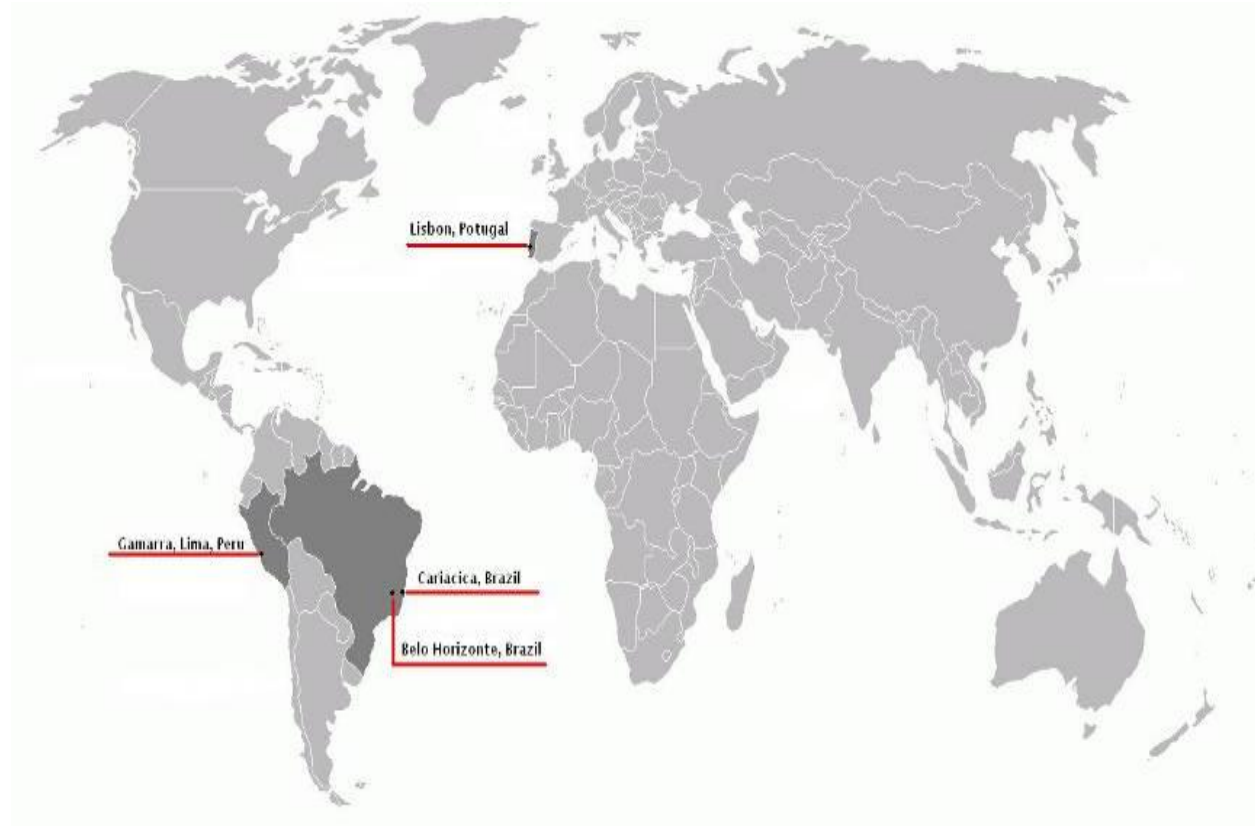 Lisbon, Potugal
Gamarra, Lima, Peru
Cariacica, Brazil
Belo Horizonte, Brazil